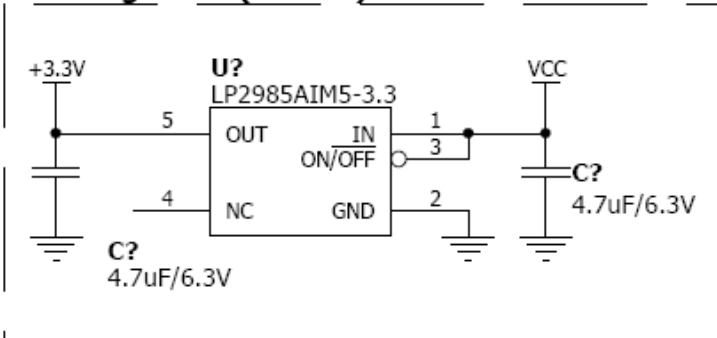 +3.3V
U?
VCC
LP2985AIM5-3.3
5
OUT
IN
1
ON/OFF
3
C?
4.7uF/6.3V
4
NC
GND
2
C?
4.7uF/6.3V